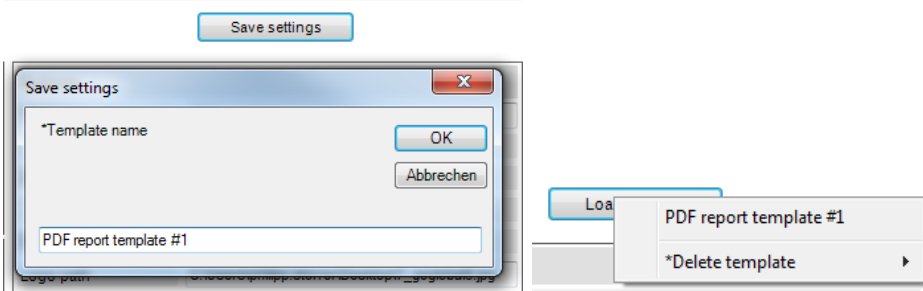 Save settings
Save settings
*Template name
OK
Abbrechen
PDF report template #1
Logo path
Loa
PDF report template #1
*Delete template